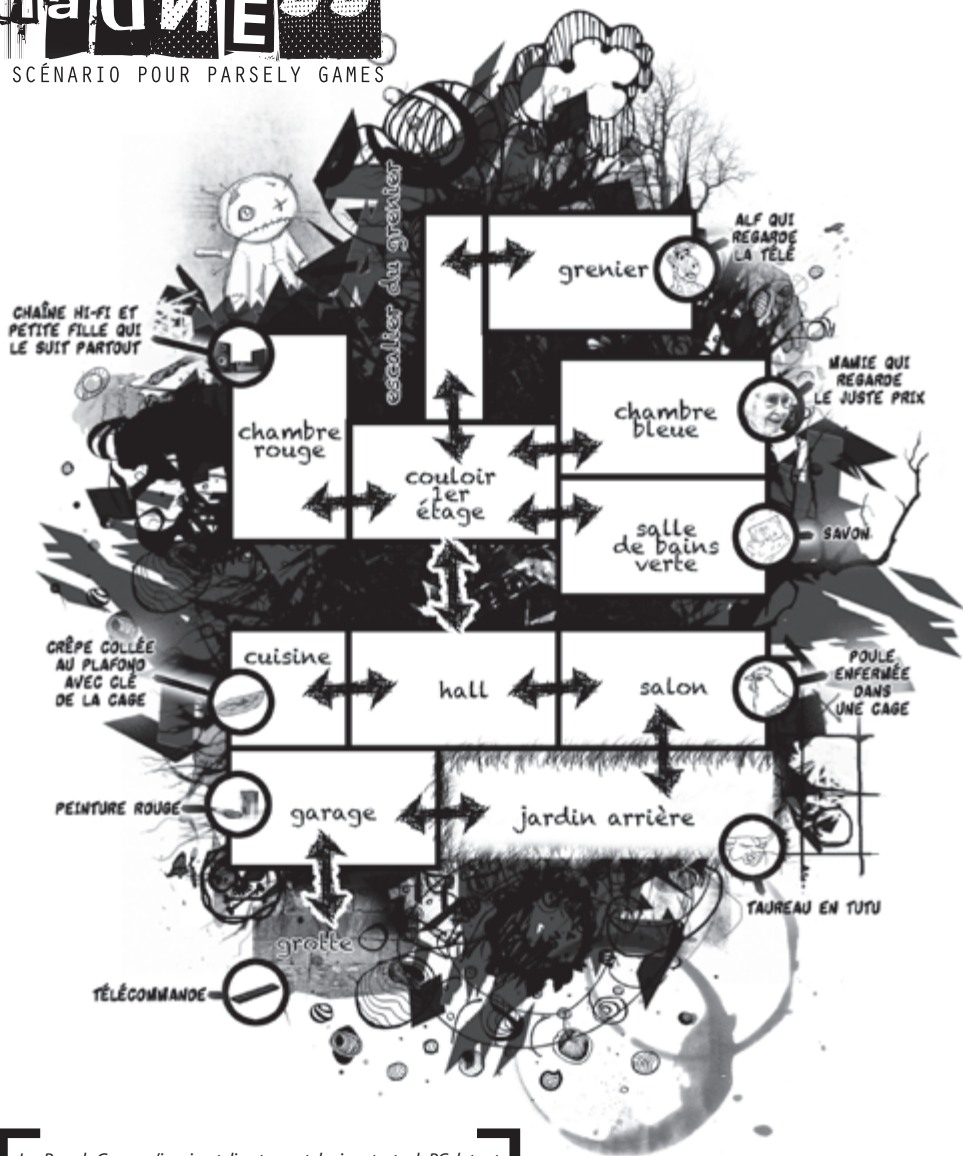 SCÉNARIO POUR PARSELY GAMES
escalier du grenier
grenier
ALF QUI
REGARDE
LA TÉLÉ
CHAÎNE HI-FI ET
PETITE FILLE QUI
LE SUIT PARTOUT
chambre
rouge
couloir
1er
étage
chambre
bleue
MAMIE QUI
REGARDE
LE JUSTE PRIX
salle
de bains
verte
SAVON
CRÊPE COLLÉE
AU PLAFOND
AVEC CLÉ
DE LA CAGE
cuisine
hall
salon
POULE
ENFERMÉE
DANS
UNE CAGE
PEINTURE ROUGE
garage
jardin arrière
TAUREAU EN TUTU
grotte
TÉLÉCOMMANDE